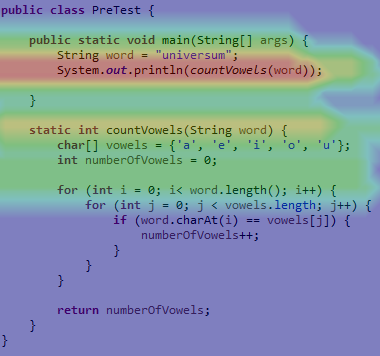 public class PreTest {
public static void main(String[] args) {
String word = "universum";
System.out.println(countVowels(word));
}
static int countVowels(String word) {
char[] vowels = {'a', 'e', 'i', 'o', 'u'};
int numberOfVowels = 0;
for (int i = 0; i< word.length(); i++) {
for (int j = 0; j < vowels.length; j++) {
if (word.charAt(i) == vowels[j]) {
numberOfVowels++;
}
}
}
return numberOfVowels;
}
}